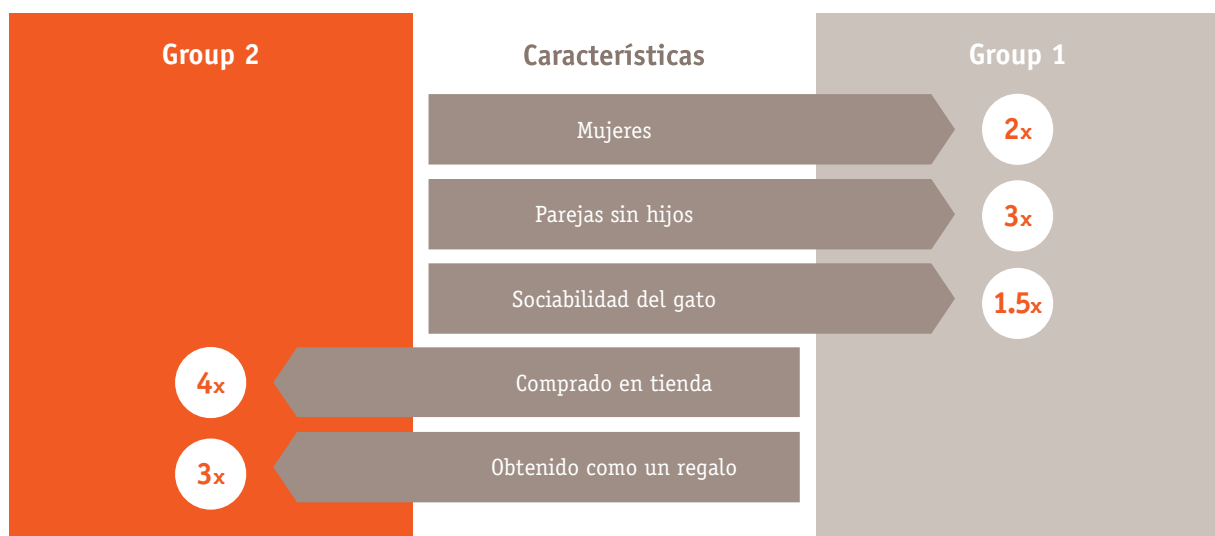 Group 2
Características
Group 1
Mujeres
2x
Parejas sin hijos
3x
Sociabilidad del gato
1.5x
4x
Comprado en tienda
3x
Obtenido como un regalo